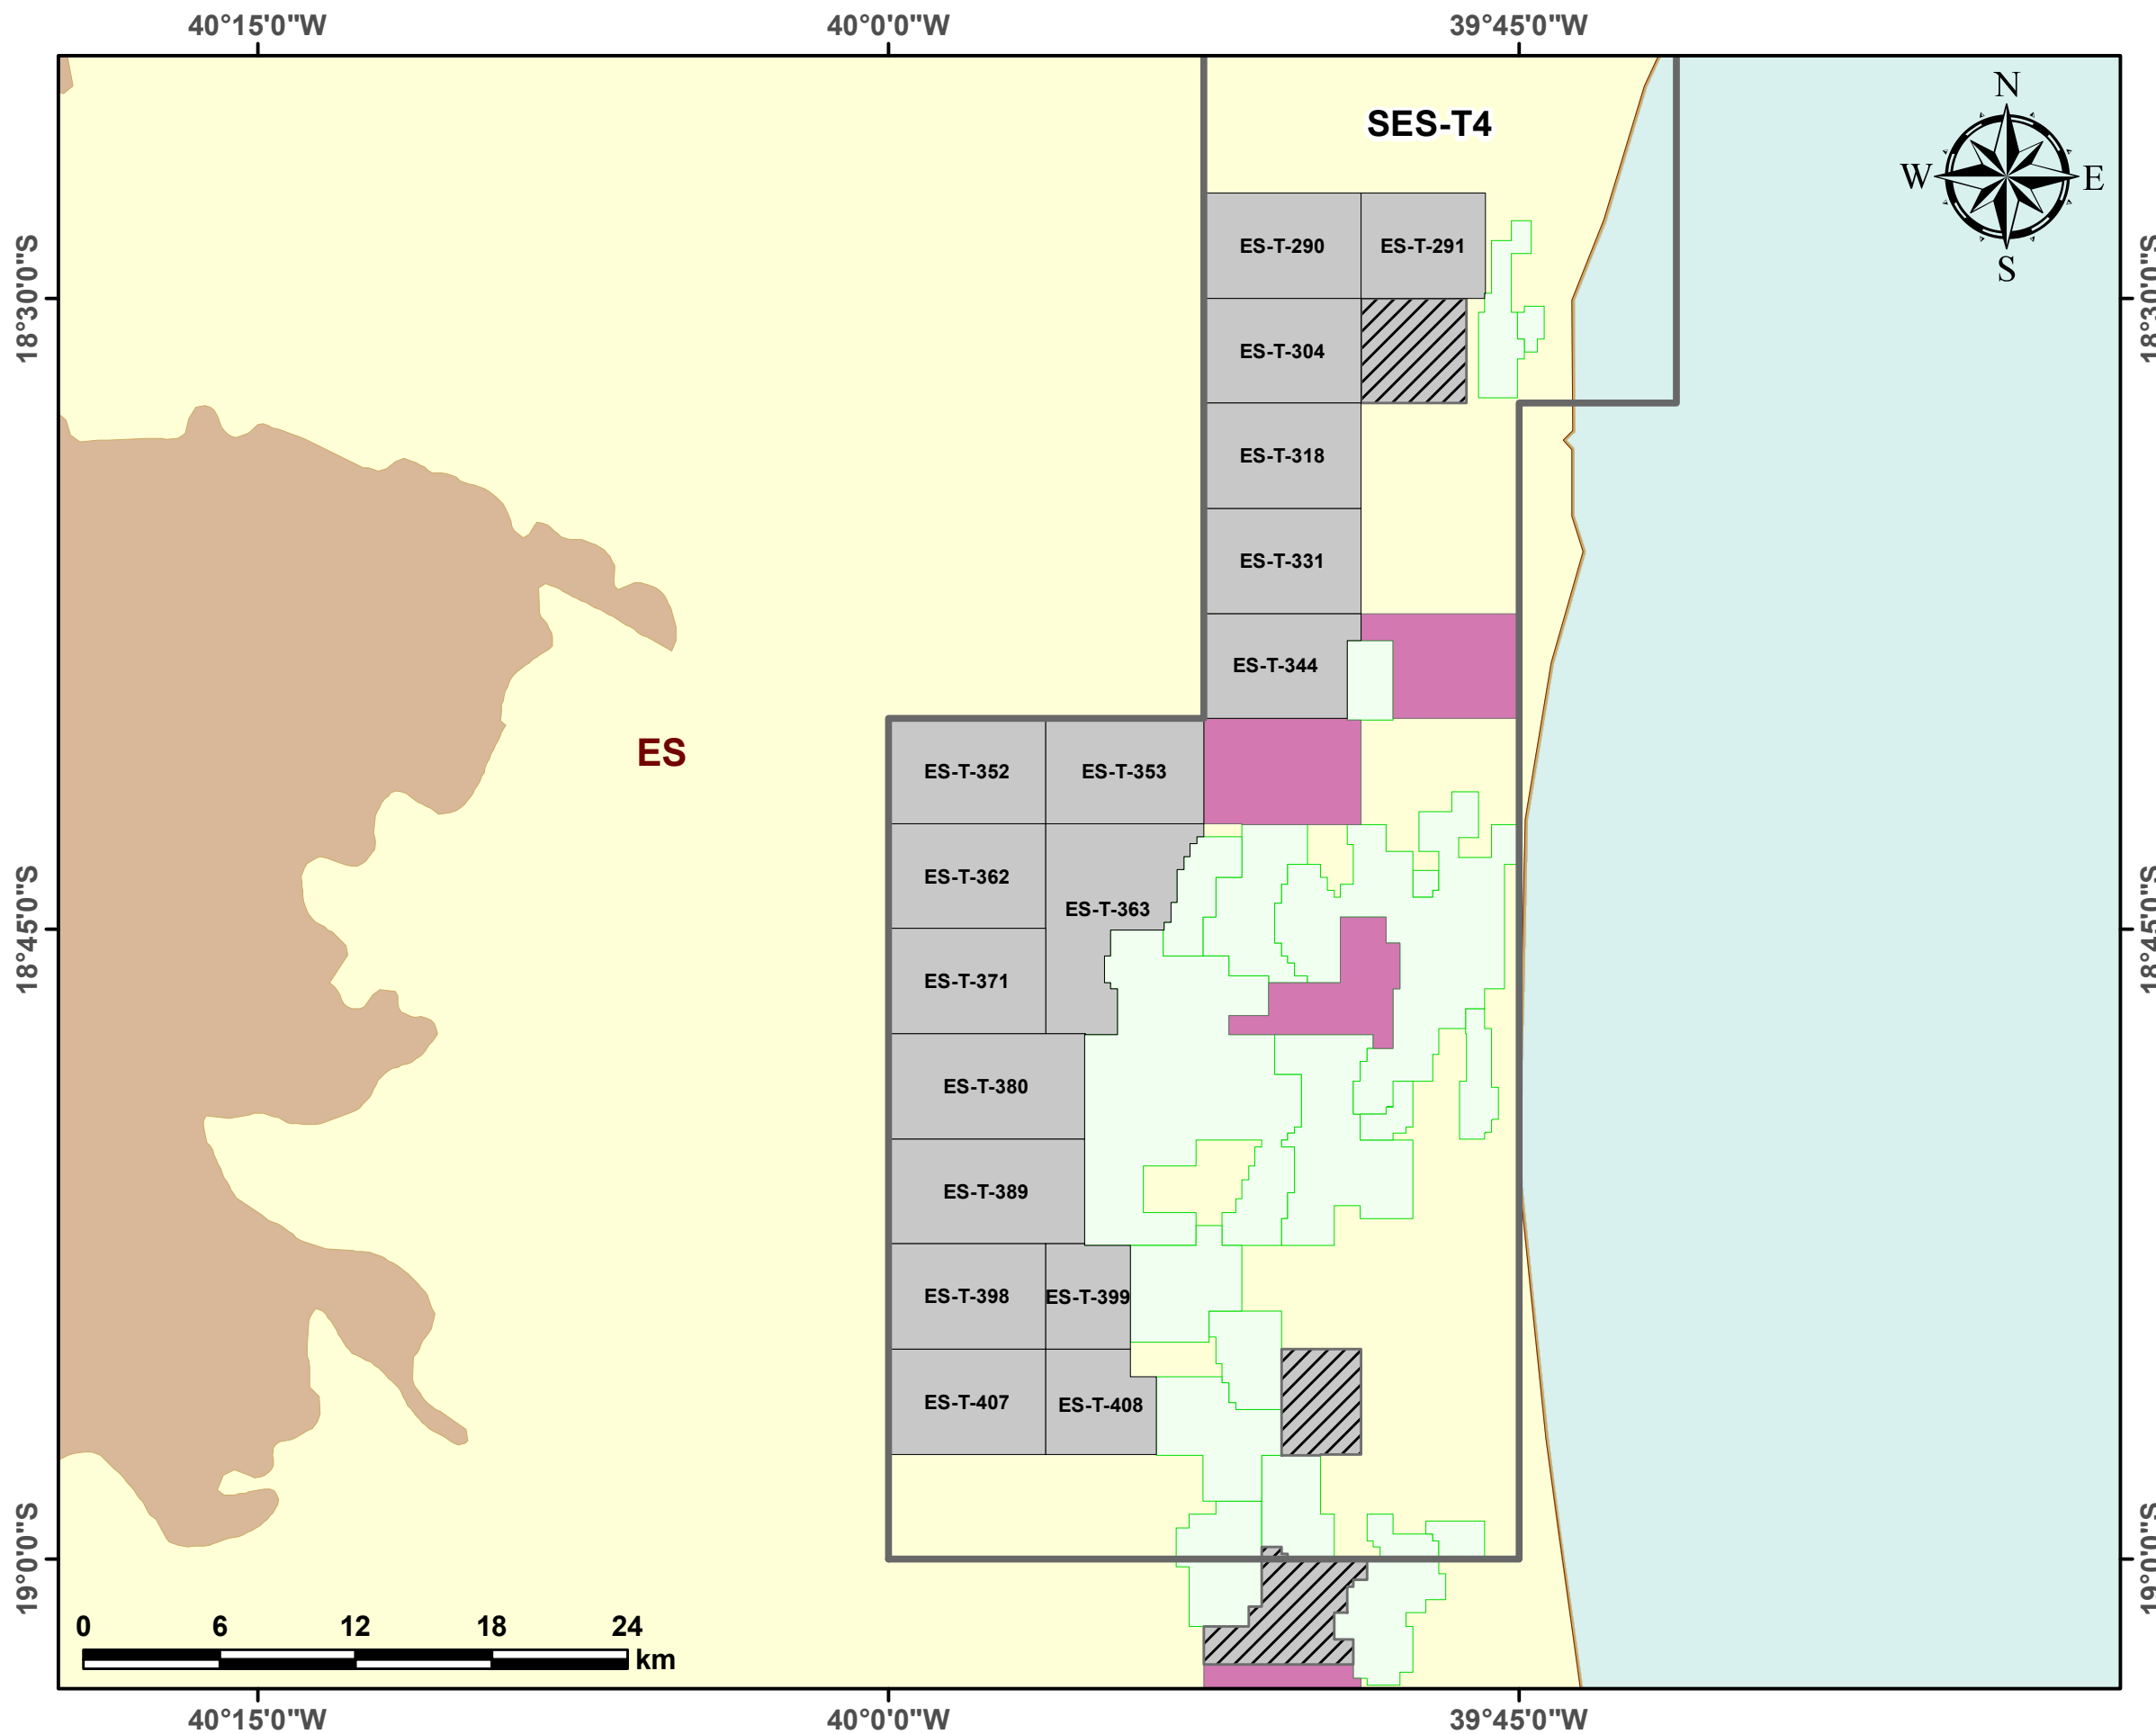 40°15'0"W 40°0'0"W 39°45'0"W
SES-T4
N
W E
S
ES-T-290 ES-T-291
18°30'0"S 18°30'0"S
ES-T-304
ES-T-318
ES-T-331
ES-T-344
ES
ES-T-352 ES-T-353
ES-T-362
ES-T-363
18°45'0"S 18°45'0"S
ES-T-371
ES-T-380
ES-T-389
ES-T-398 ES-T-399
ES-T-407 ES-T-408
19°0'0"S 19°0'0"S
0 6 12 18 24
km
40°15'0"W 40°0'0"W 39°45'0"W